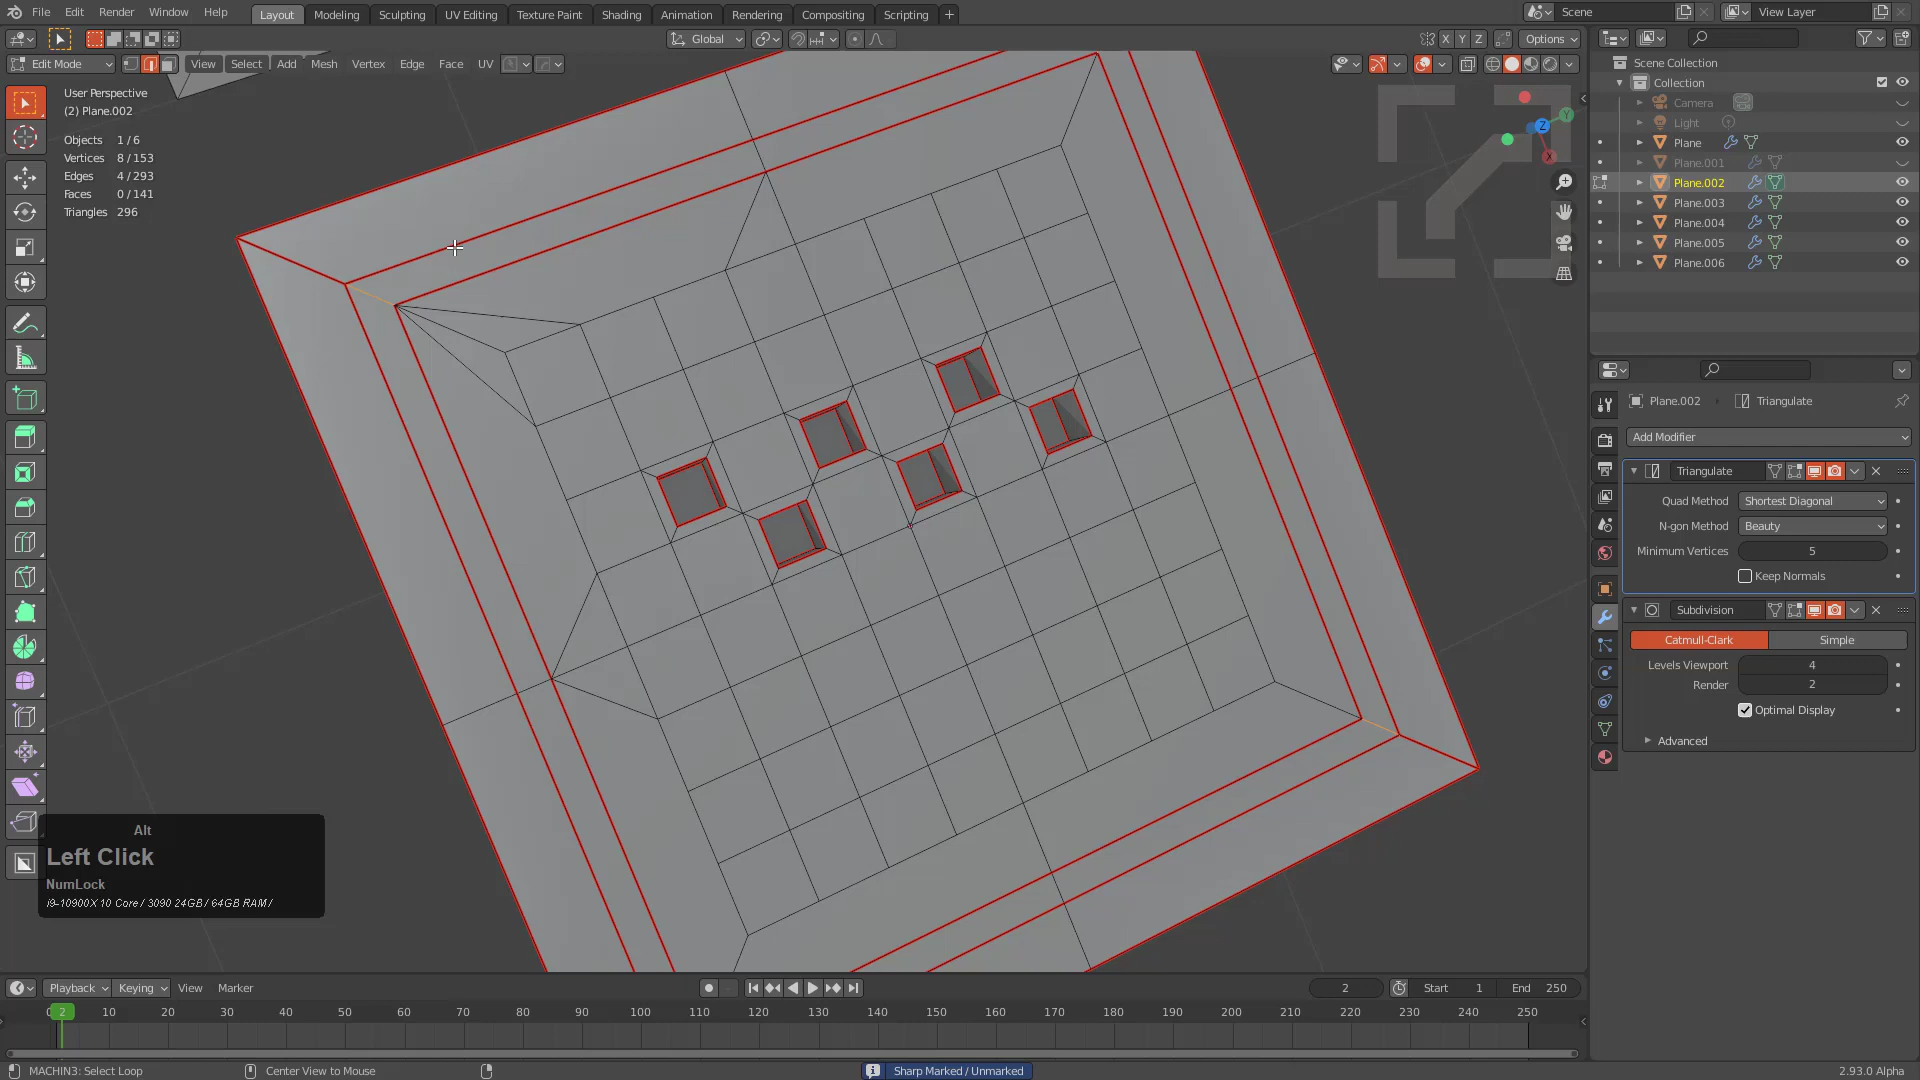 File Edit Render Window Help Layout Modeling Sculpting UV Editing Texture Paint Shading Animation Rendering Compositing Scripting Scene View Layer
Global X Y Z Options
Edit Mode View Select Add Mesh Vertex Edge Face UV
User Perspective
(2) Plane.002
Objects 1 / 6
Vertices 8 / 153
Edges 4 / 293
Faces 0 / 141
Triangles 296
Z
Y
X
Scene Collection
Collection
Camera
Light
Plane
Plane.001
Plane.002
Plane.003
Plane.004
Plane.005
Plane.006
Plane.002 Triangulate
Add Modifier
Triangulate
Quad Method Shortest Diagonal
N-gon Method Beauty
Minimum Vertices 5
Keep Normals
Subdivision
Catmull-Clark Simple
Levels Viewport 4
Render 2
Optimal Display
Advanced
Alt
Left Click
NumLock
i9-10900X 10 Core / 3090 24GB / 64GB RAM /
Playback Keying View Marker 2 Start 1 End 250
0 2 10 20 30 40 50 60 70 80 90 100 110 120 130 140 150 160 170 180 190 200 210 220 230 240 250
MACHIN3: Select Loop Center View to Mouse Sharp Marked / Unmarked 2.93.0 Alpha